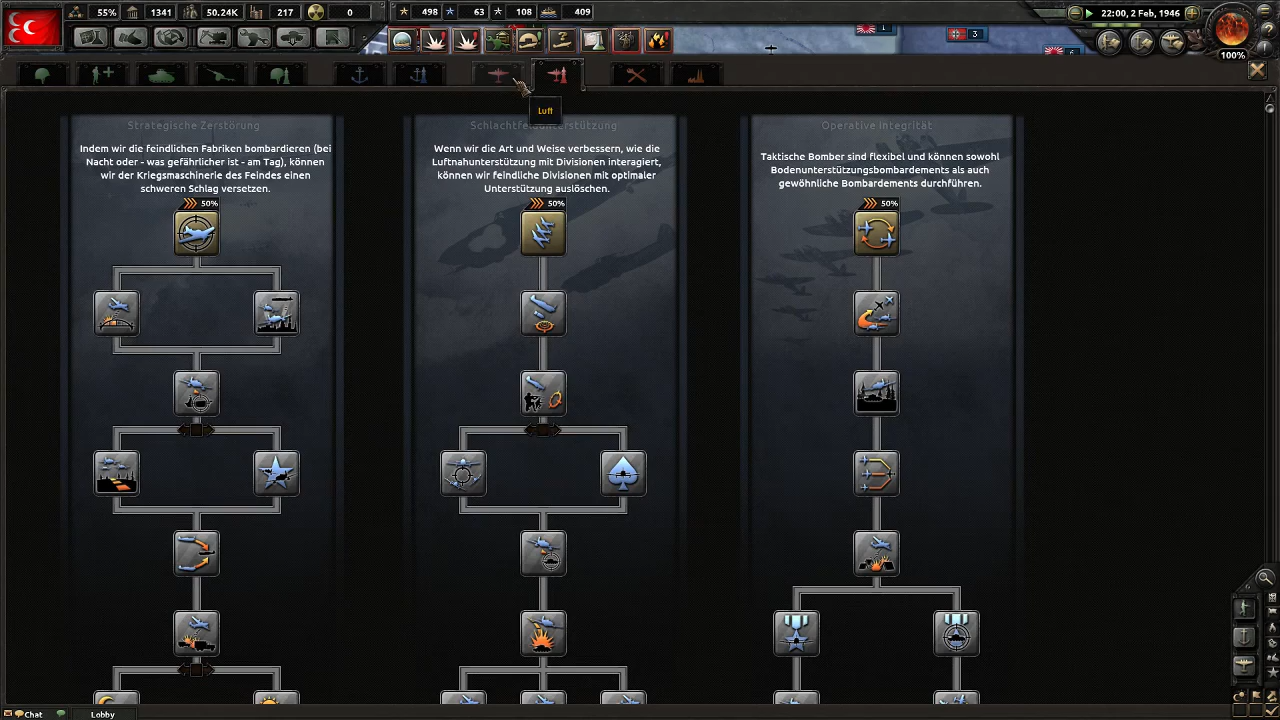 55% 1341 50.24K 217 0 498 63 108 409 22:00, 2 Feb, 1946
1 3
6
100%
Luft
Strategische Zerstörung
Indem wir die feindlichen Fabriken bombardieren (bei
Nacht oder - was gefährlicher ist - am Tag), können
wir der Kriegsmaschinerie des Feindes einen
schweren Schlag versetzen.
50%
Schlachtfeldunterstützung
Wenn wir die Art und Weise verbessern, wie die
Luftnahunterstützung mit Divisionen interagiert,
können wir feindliche Divisionen mit optimaler
Unterstützung auslöschen.
50%
Operative Integrität
Taktische Bomber sind flexibel und können sowohl
Bodenunterstützungsbombardements als auch
gewöhnliche Bombardements durchführen.
50%
Chat Lobby